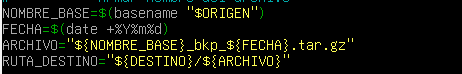 NOMBRE_BASE=$(basename "$ORIGEN")
FECHA=$(date +%Y%m%d)
ARCHIVO="${NOMBRE_BASE}_bkp_${FECHA}.tar.gz"
RUTA_DESTINO="${DESTINO}/${ARCHIVO}"